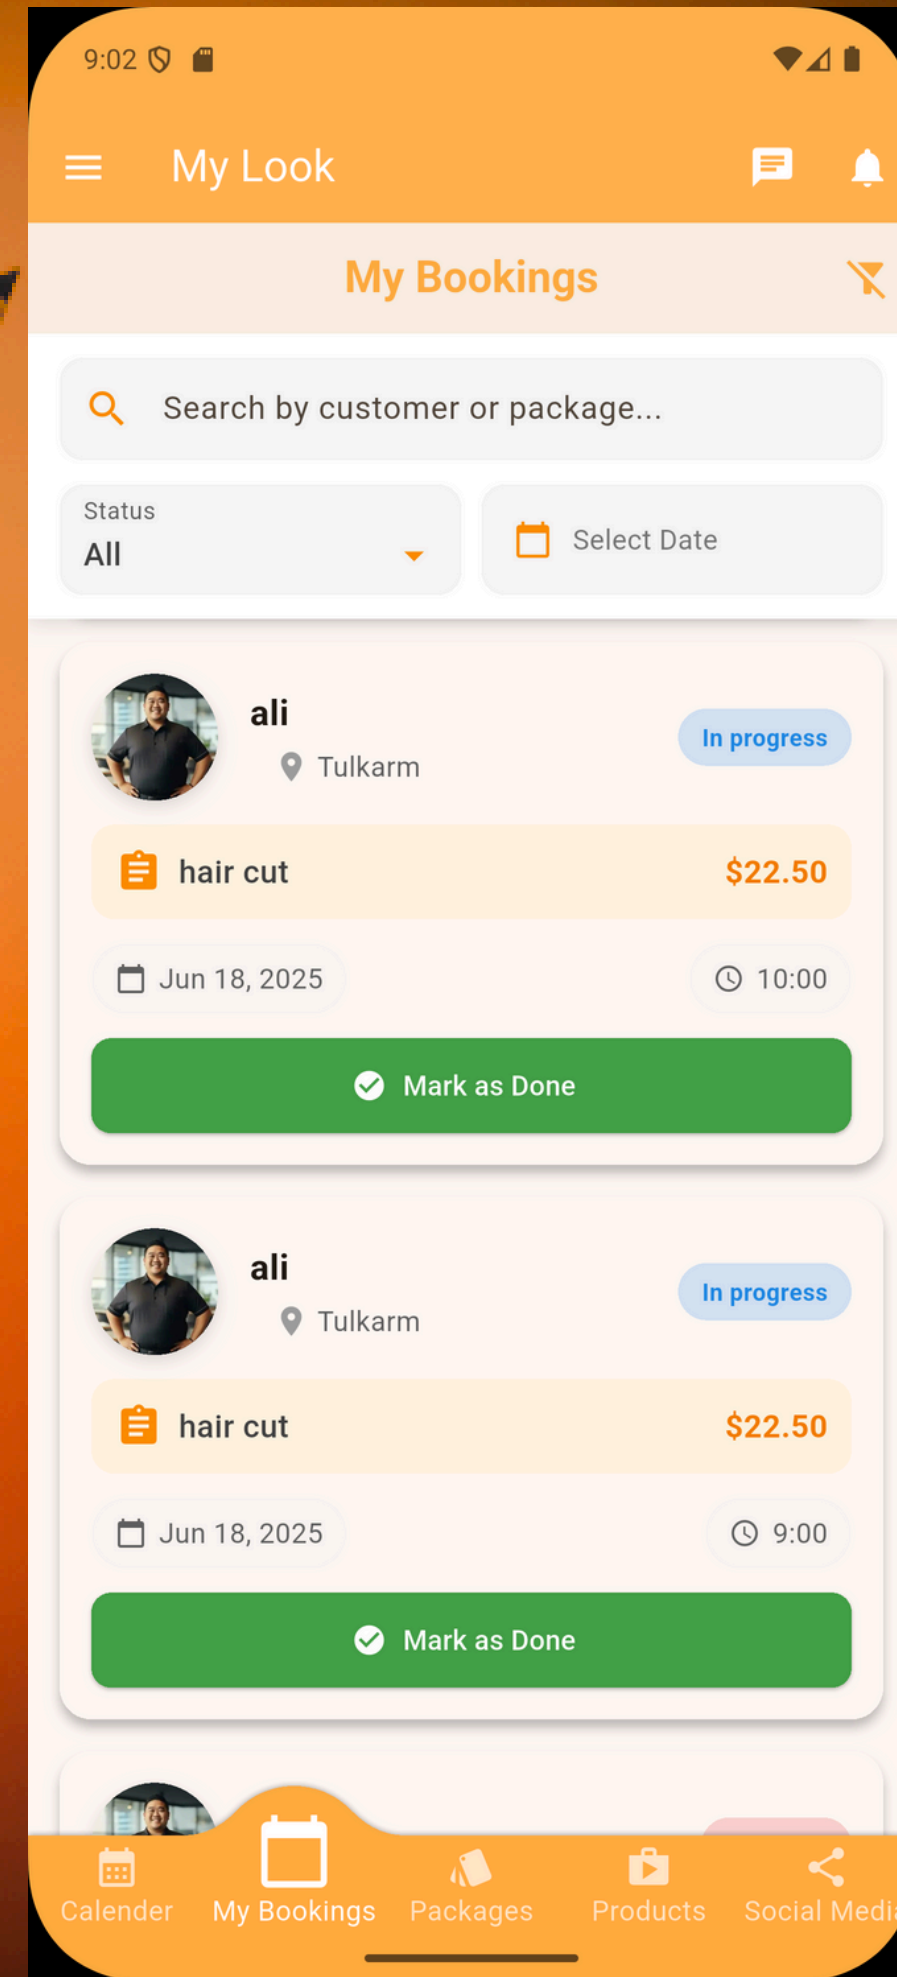 9:02
My Look
My Bookings
Search by customer or package...
Status
All
Select Date
ali
Tulkarm
In progress
hair cut
$22.50
Jun 18, 2025
10:00
Mark as Done
ali
Tulkarm
In progress
hair cut
$22.50
Jun 18, 2025
9:00
Mark as Done
Calender
My Bookings
Packages
Products
Social Media